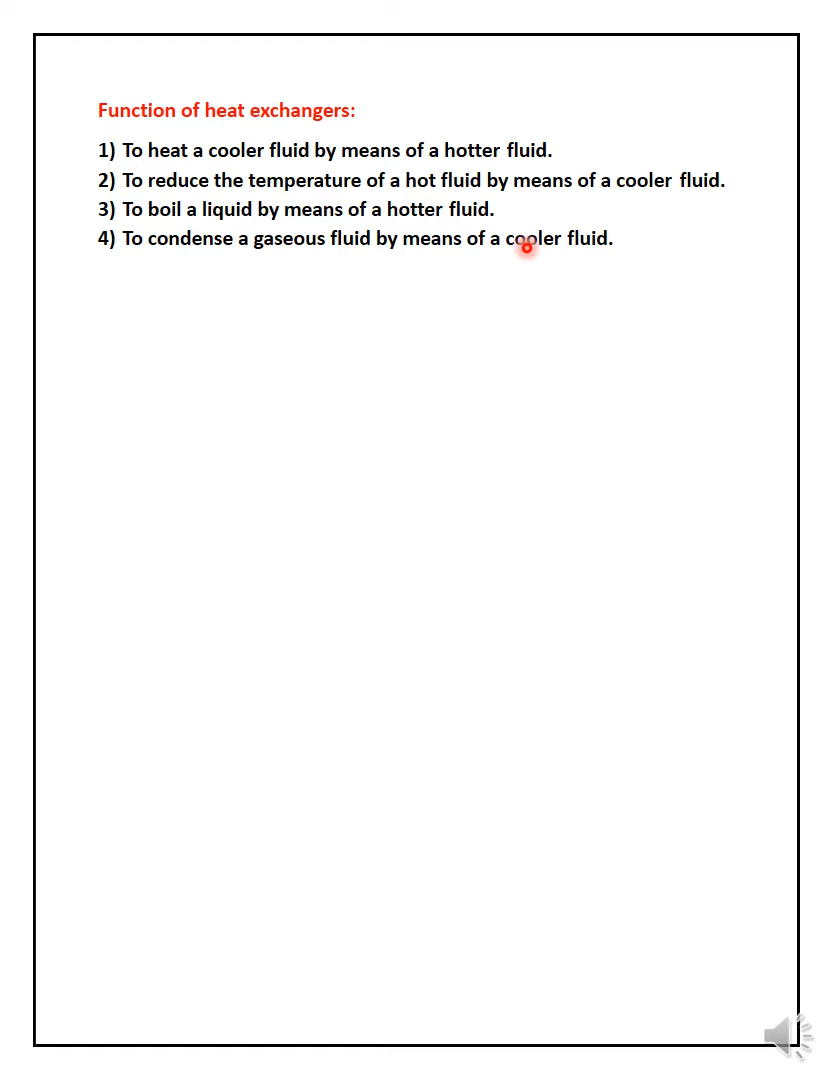 Function of heat exchangers:
1) To heat a cooler fluid by means of a hotter fluid.
2) To reduce the temperature of a hot fluid by means of a cooler fluid.
3) To boil a liquid by means of a hotter fluid.
4) To condense a gaseous fluid by means of a cooler fluid.